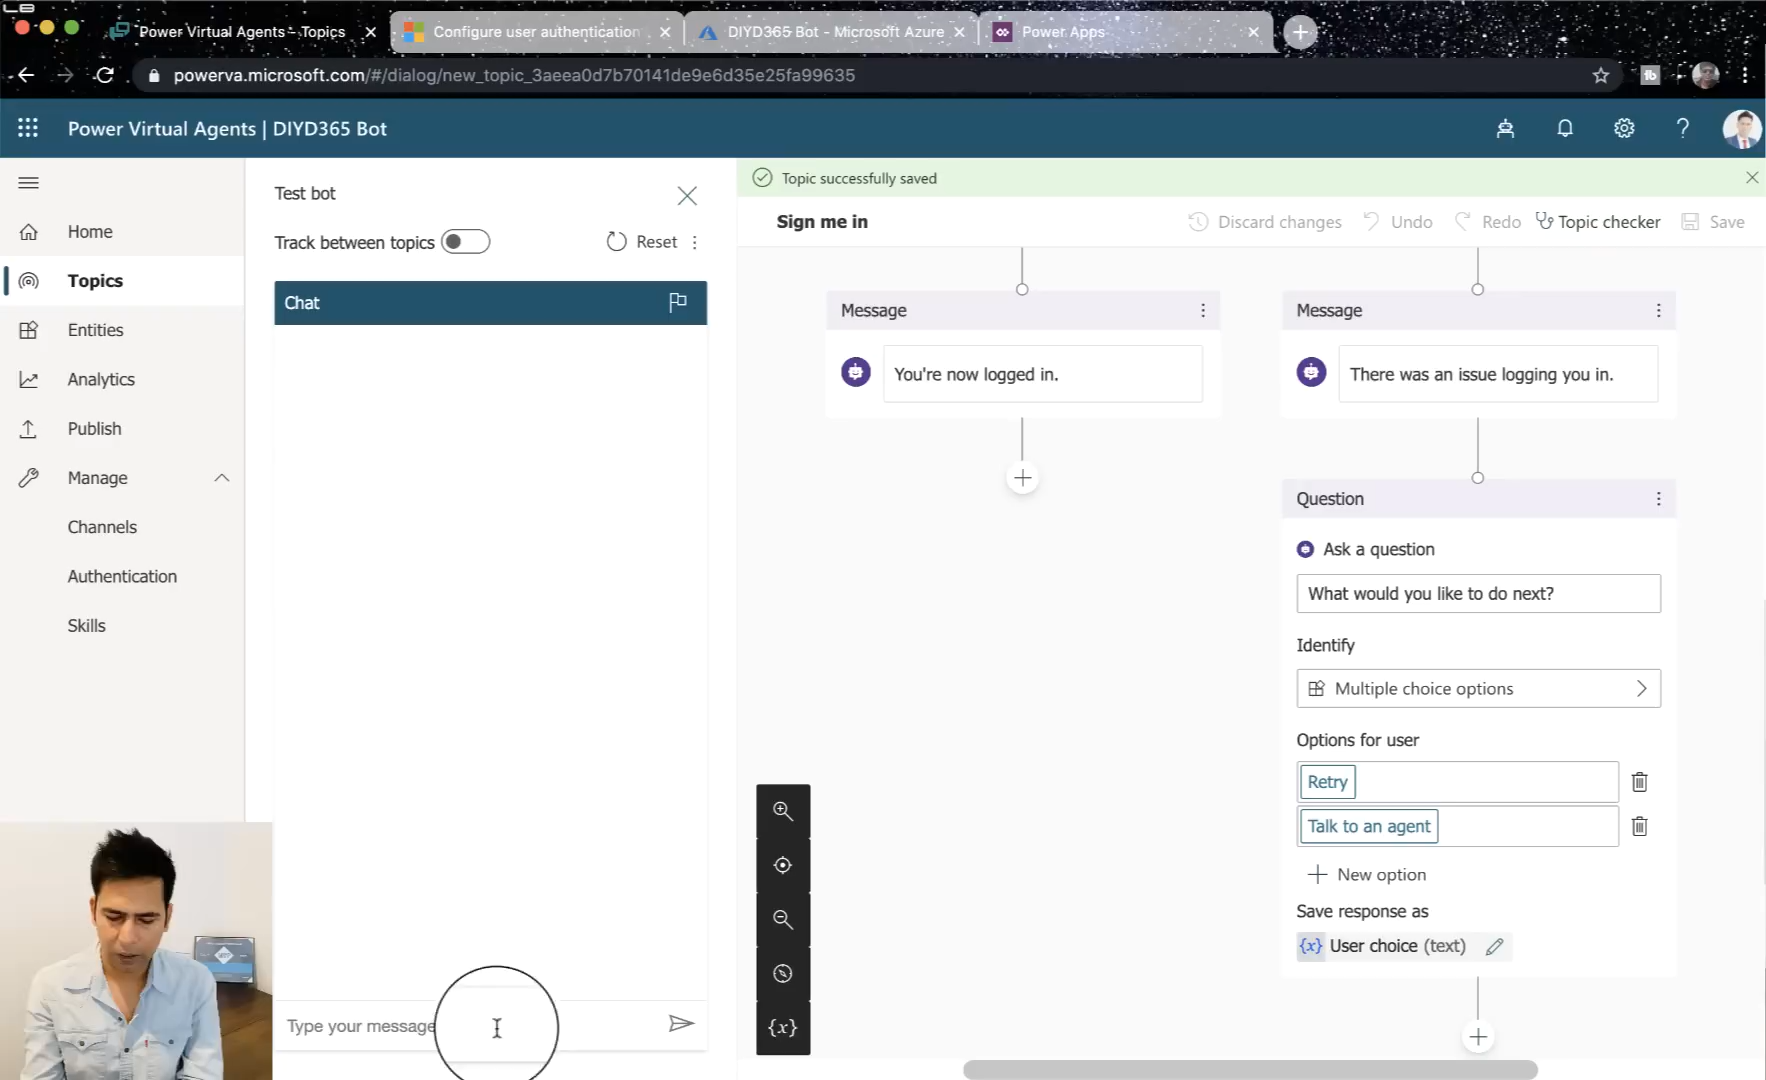 Power Virtual Agents - Topics
Configure user authentication
DIYD365 Bot - Microsoft Azure
Power Apps
powerva.microsoft.com/#/dialog/new_topic_3aeea0d7b70141de9e6d35e25fa99635
Power Virtual Agents | DIYD365 Bot
Home
Topics
Entities
Analytics
Publish
Manage
Channels
Authentication
Skills
Test bot
Track between topics
Reset
Chat
Type your message
Topic successfully saved
Sign me in
Discard changes
Undo
Redo
Topic checker
Save
Message
You're now logged in.
Message
There was an issue logging you in.
Question
Ask a question
What would you like to do next?
Identify
Multiple choice options
Options for user
Retry
Talk to an agent
New option
Save response as
{x} User choice (text)
{x}